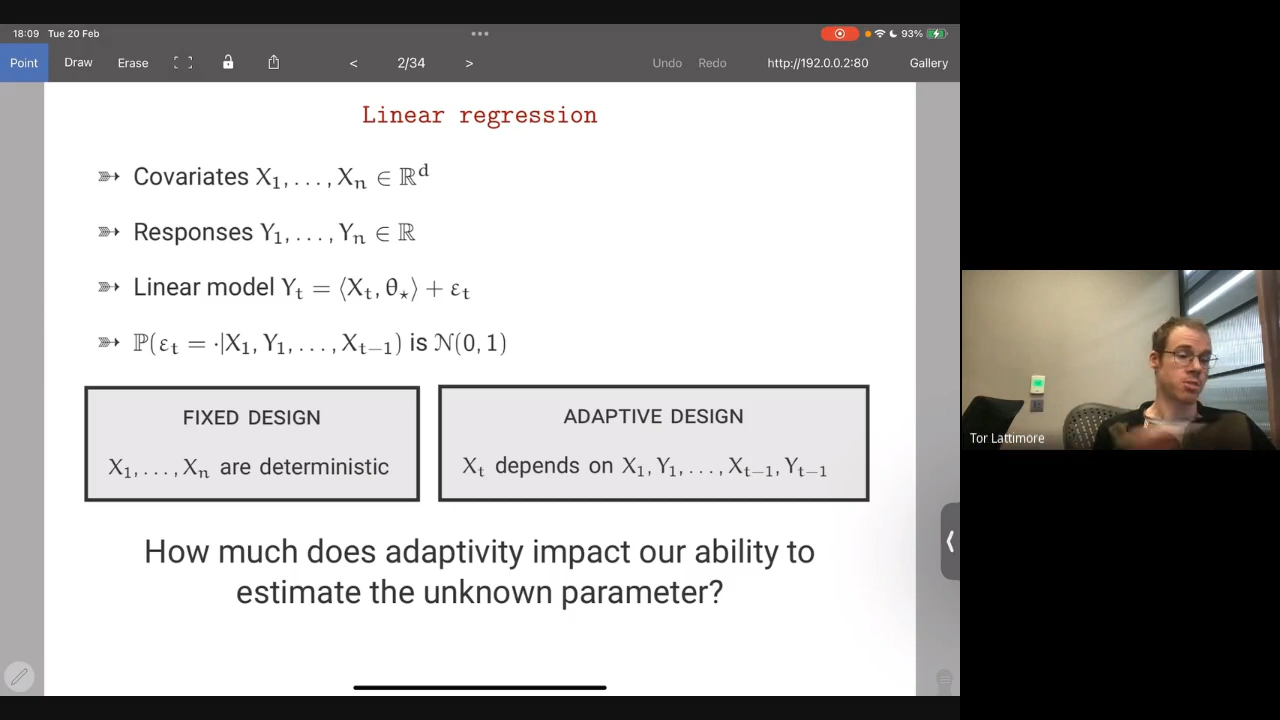 18:09 Tue 20 Feb
93%
Point Draw Erase < 2/34 > Undo Redo http://192.0.0.2:80 Gallery
Linear regression
➳ Covariates X₁, . . . , Xₙ ∈ ℝᵈ
➳ Responses Y₁, . . . , Yₙ ∈ ℝ
➳ Linear model Yₜ = ⟨Xₜ, θ⋆⟩ + εₜ
➳ ℙ(εₜ = ·|X₁, Y₁, . . . , Xₜ₋₁) is 𝒩(0, 1)
FIXED DESIGN
X₁, . . . , Xₙ are deterministic
ADAPTIVE DESIGN
Xₜ depends on X₁, Y₁, . . . , Xₜ₋₁, Yₜ₋₁
How much does adaptivity impact our ability to
estimate the unknown parameter?
Tor Lattimore